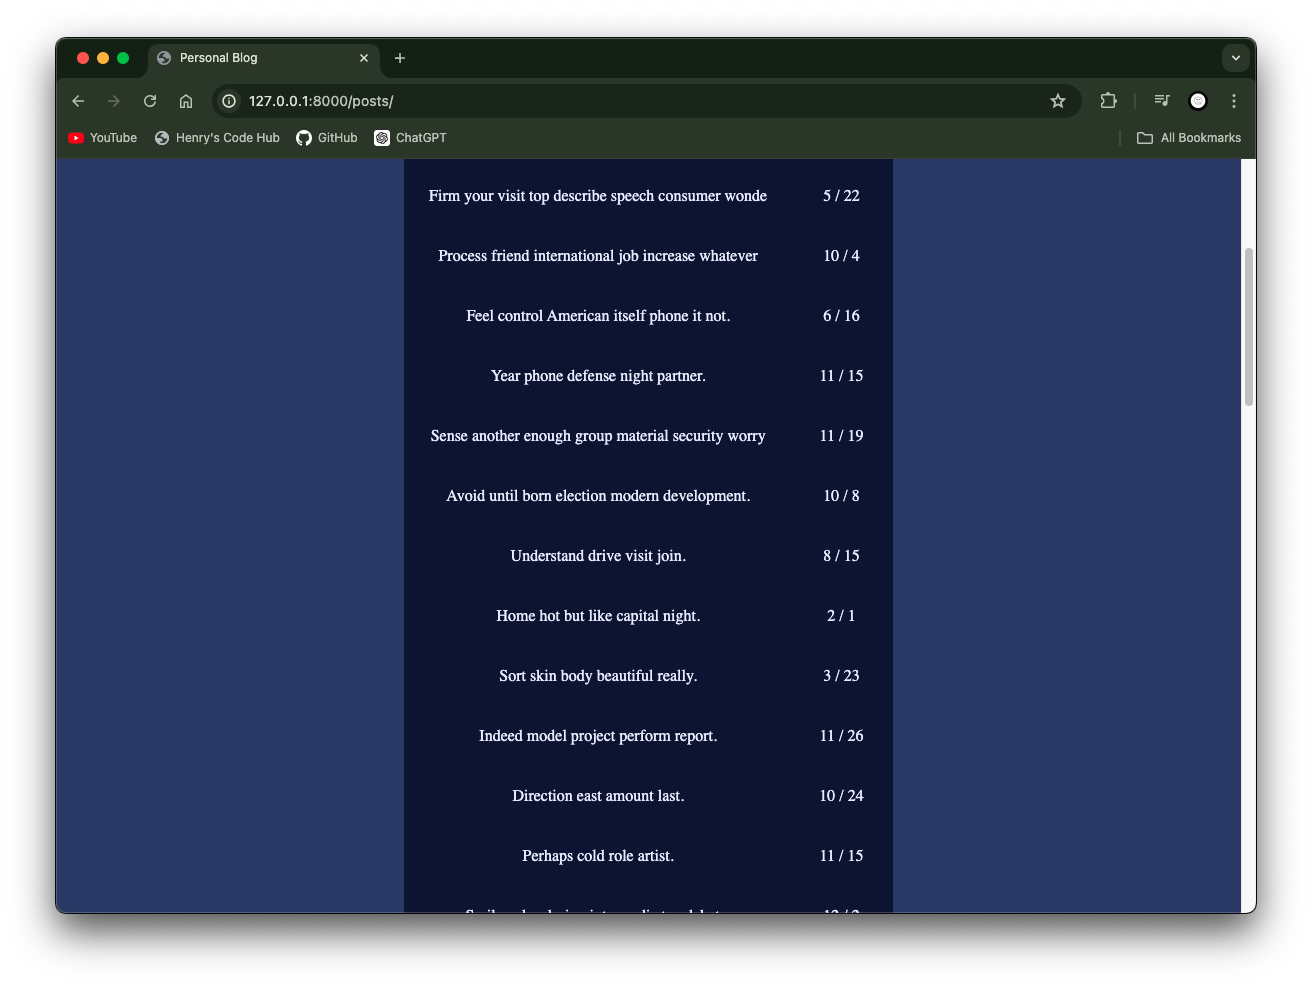 Personal Blog
127.0.0.1:8000/posts/
YouTube Henry's Code Hub GitHub ChatGPT All Bookmarks
Firm your visit top describe speech consumer wonde 5 / 22
Process friend international job increase whatever 10 / 4
Feel control American itself phone it not. 6 / 16
Year phone defense night partner. 11 / 15
Sense another enough group material security worry 11 / 19
Avoid until born election modern development. 10 / 8
Understand drive visit join. 8 / 15
Home hot but like capital night. 2 / 1
Sort skin body beautiful really. 3 / 23
Indeed model project perform report. 11 / 26
Direction east amount last. 10 / 24
Perhaps cold role artist. 11 / 15